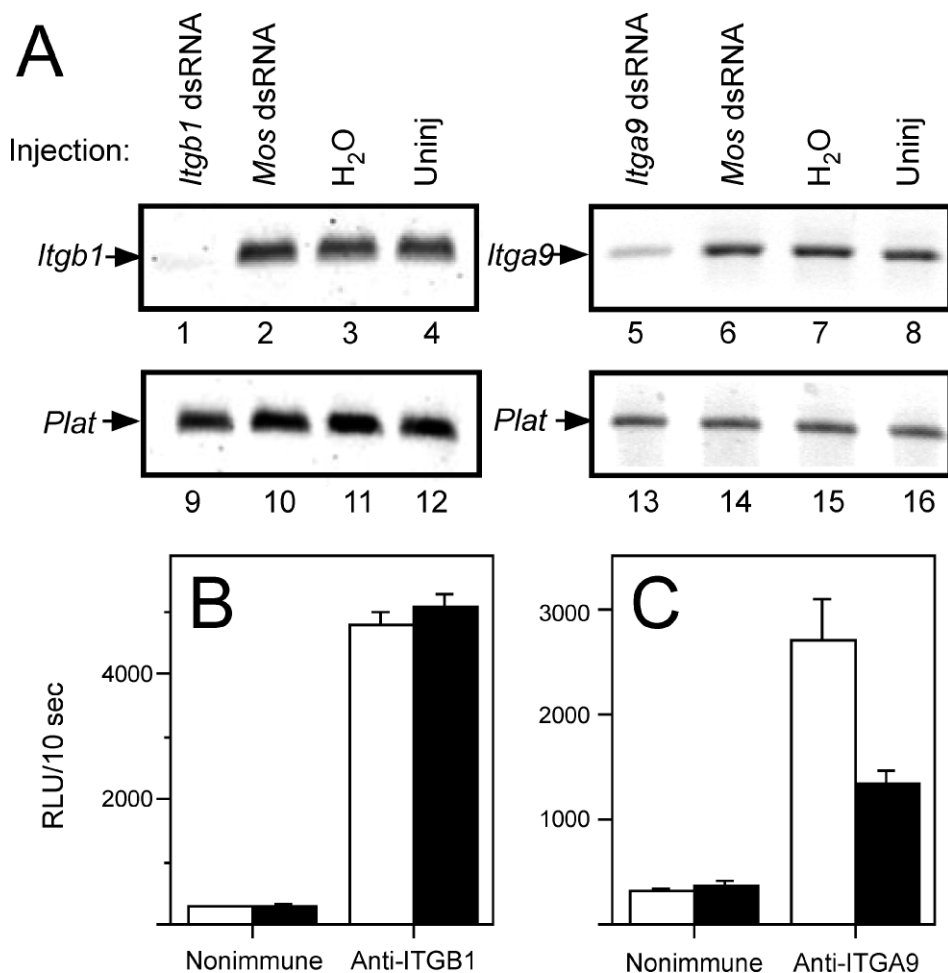 A
Injection:
Itgb1 dsRNA
Mos dsRNA
H2O
Uninj
Itga9 dsRNA
Mos dsRNA
H2O
Uninj
Itgb1
Itga9
1 2 3 4
5 6 7 8
Plat
Plat
9 10 11 12
13 14 15 16
B
C
RLU/10 sec
4000
2000
3000
2000
1000
Nonimmune Anti-ITGB1
Nonimmune Anti-ITGA9